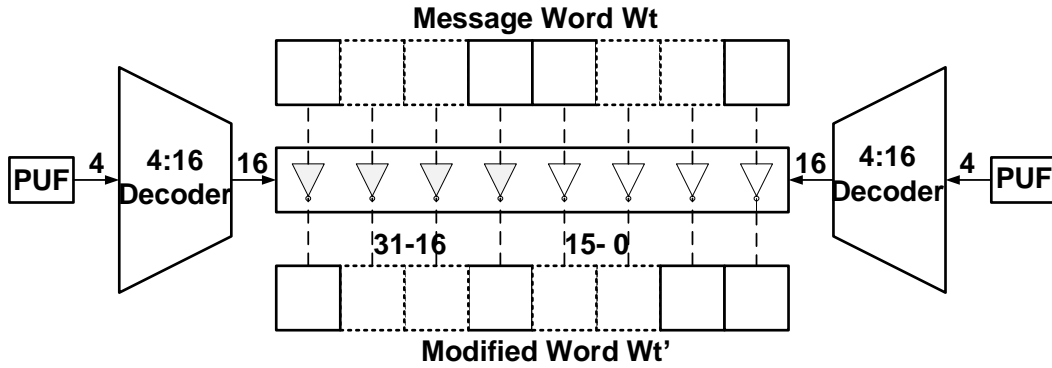 Message Word Wt
PUF
4
4:16
Decoder
16
16
4:16
Decoder
4
PUF
31-16
15- 0
Modified Word Wt’